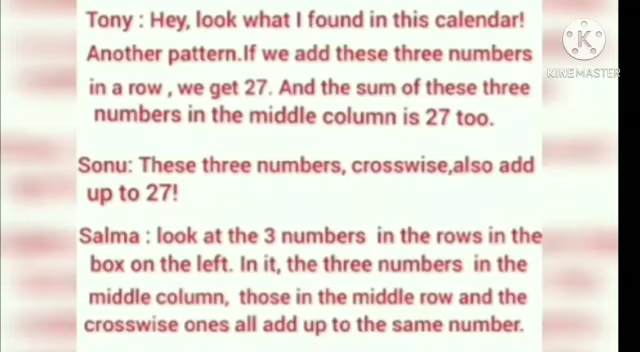 Tony : Hey, look what I found in this calendar!
Another pattern.If we add these three numbers
in a row , we get 27. And the sum of these three
numbers in the middle column is 27 too.
Sonu: These three numbers, crosswise,also add
up to 27!
Salma : look at the 3 numbers in the rows in the
box on the left. In it, the three numbers in the
middle column, those in the middle row and the
crosswise ones all add up to the same number.
K
KINEMASTER